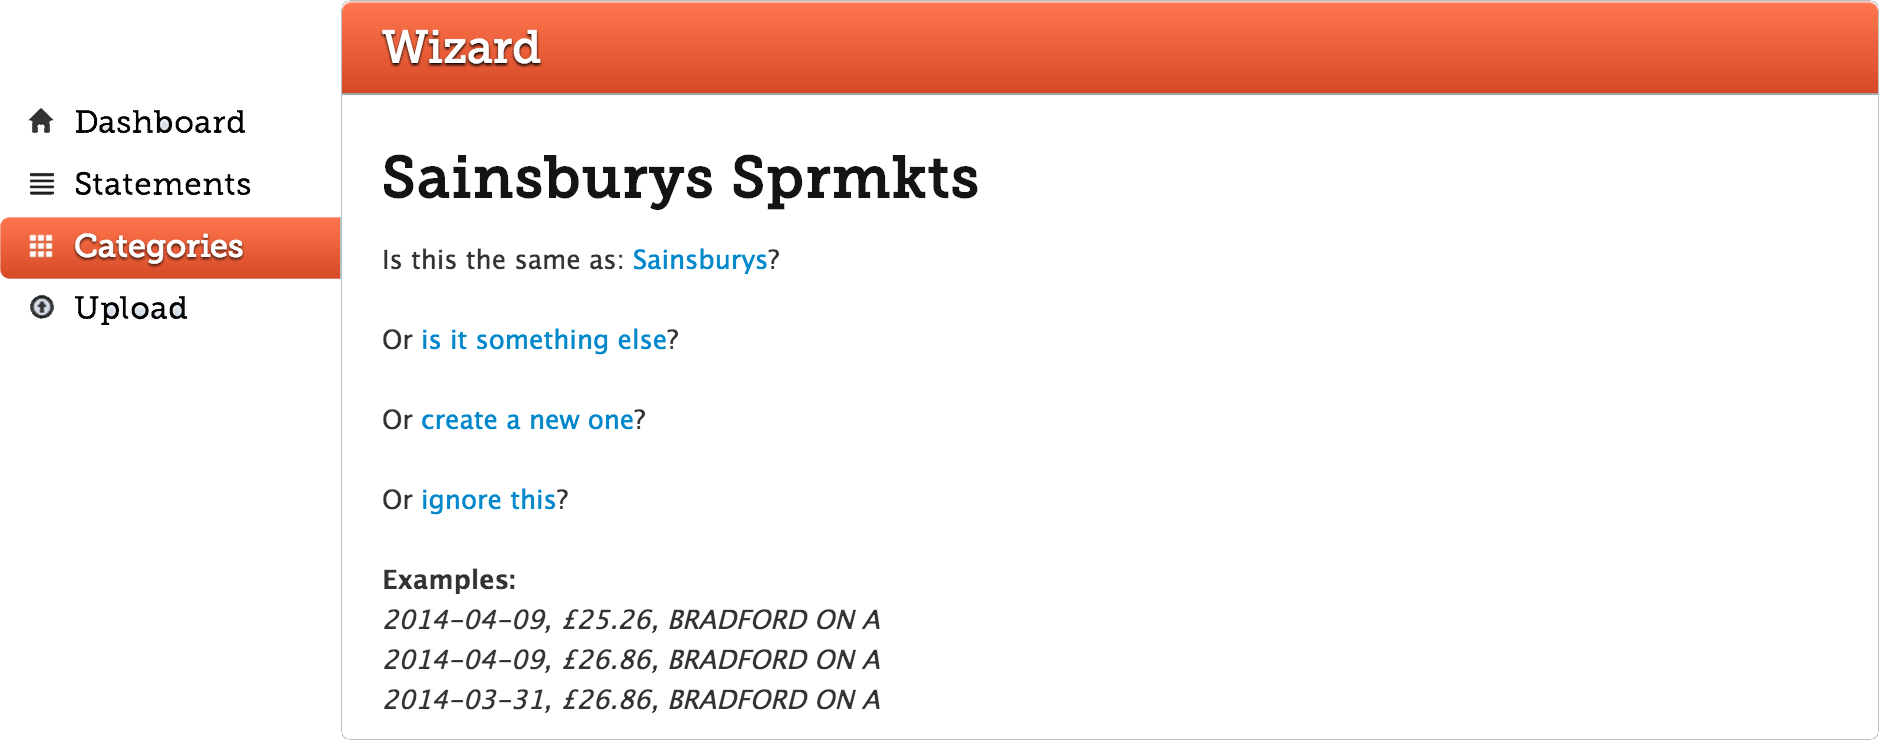 Wizard
Dashboard
Statements
Categories
Upload
Sainsburys Sprmkts
Is this the same as: Sainsburys?
Or is it something else?
Or create a new one?
Or ignore this?
Examples:
2014-04-09, £25.26, BRADFORD ON A
2014-04-09, £26.86, BRADFORD ON A
2014-03-31, £26.86, BRADFORD ON A